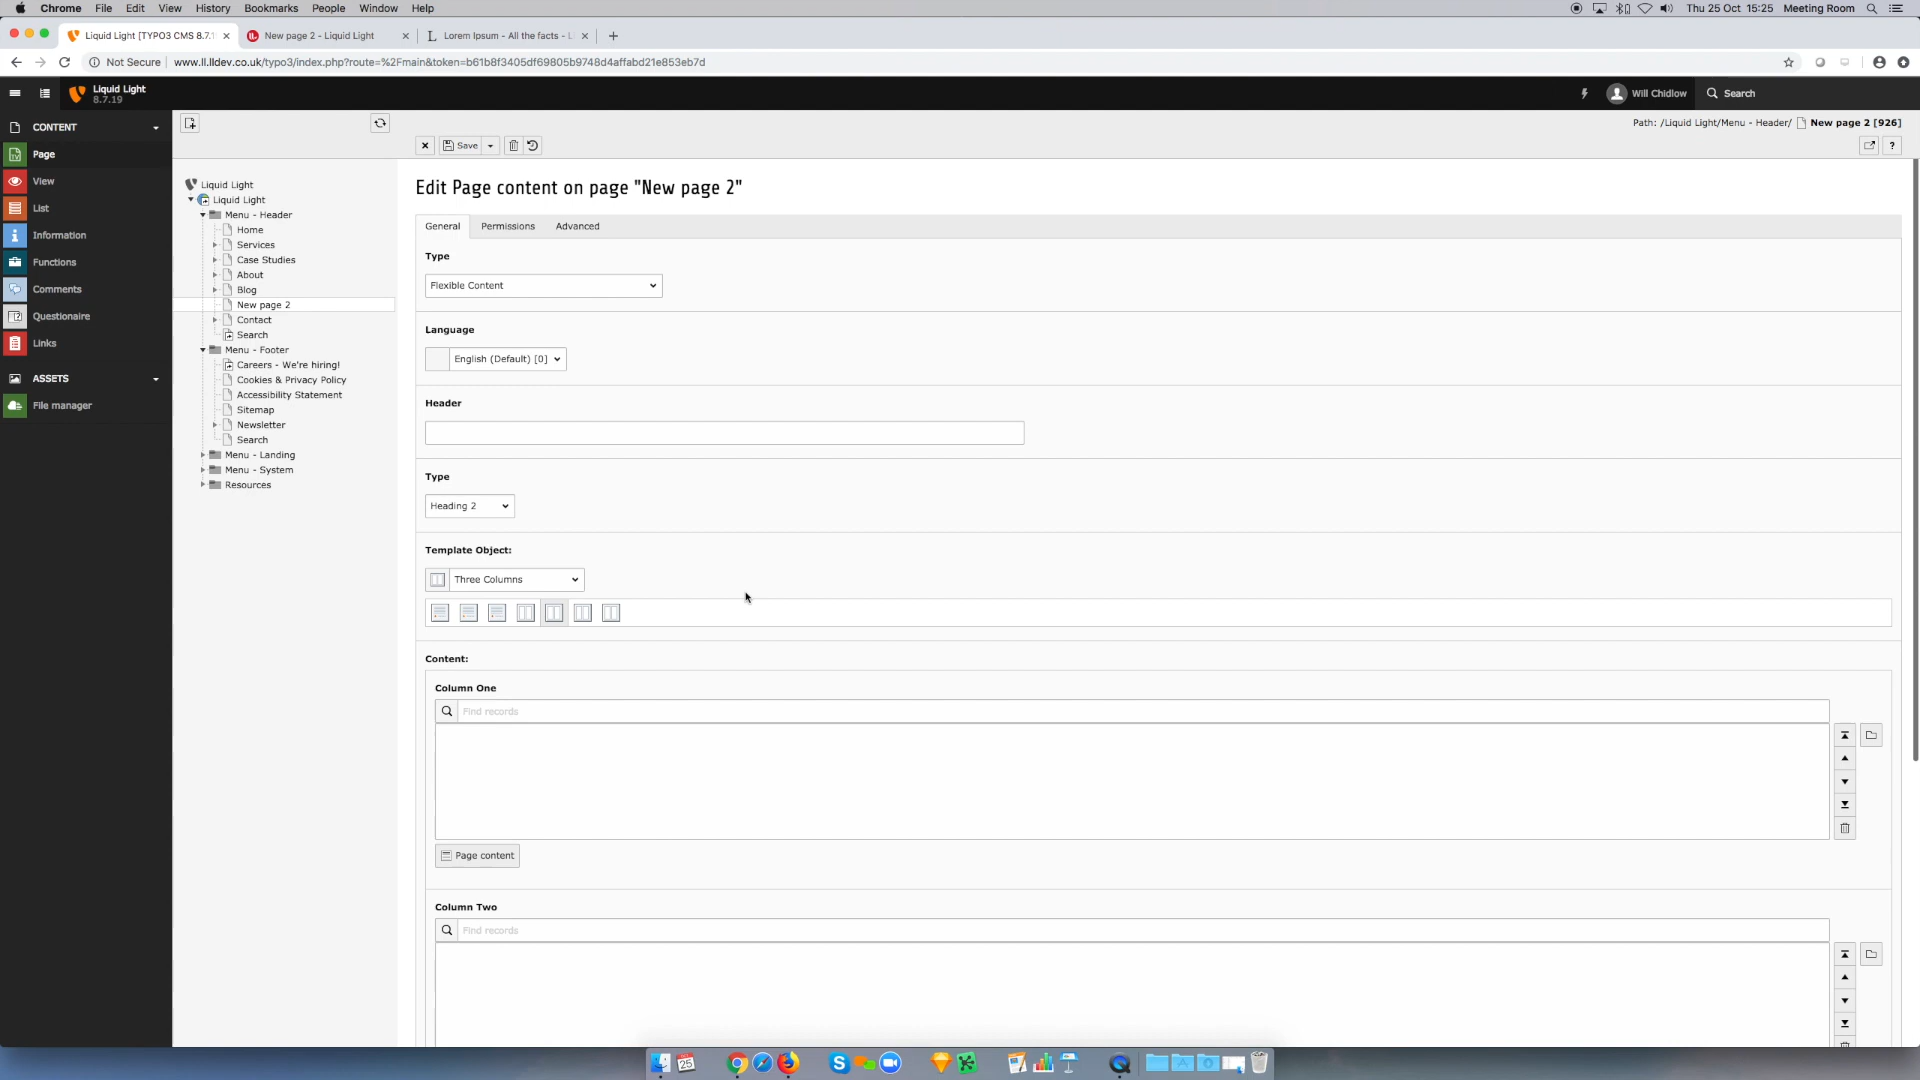 Chrome File Edit View History Bookmarks People Window Help
Thu 25 Oct 15:25 Meeting Room
Liquid Light [TYPO3 CMS 8.7.1
New page 2 - Liquid Light
Lorem Ipsum - All the facts - L
Not Secure www.ll.lldev.co.uk/typo3/index.php?route=%2Fmain&token=b61b8f3405df69805b9748d4affabd21e853eb7d
Liquid Light
8.7.19
Will Chidlow
Search
CONTENT
Page
View
List
Information
Functions
Comments
Questionaire
Links
ASSETS
File manager
Liquid Light
Liquid Light
Menu - Header
Home
Services
Case Studies
About
Blog
New page 2
Contact
Search
Menu - Footer
Careers - We're hiring!
Cookies & Privacy Policy
Accessibility Statement
Sitemap
Newsletter
Search
Menu - Landing
Menu - System
Resources
Path: /Liquid Light/Menu - Header/ New page 2 [926]
Save
?
Edit Page content on page "New page 2"
General Permissions Advanced
Type
Flexible Content
Language
English (Default) [0]
Header
Type
Heading 2
Template Object:
Three Columns
Content:
Column One
Find records
Page content
Column Two
Find records
25